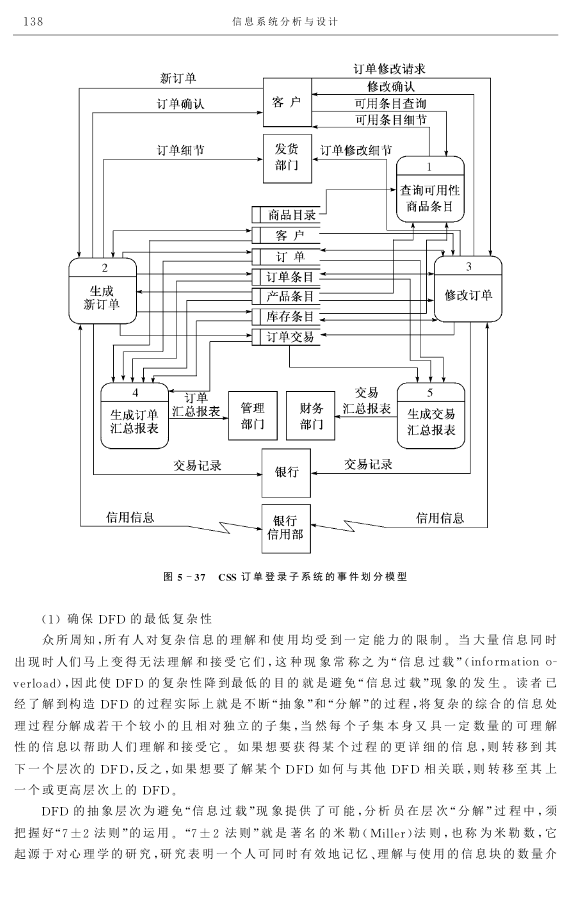 138
信息系统分析与设计
订单修改请求
新订单
修改确认
客 户
订单确认
可用条目查询
可用条目细节
订单细节
发货
部门
订单修改细节
1
查询可用性
商品条目
商品目录
客 户
订 单
2
生成
新订单
订单条目
3
修改订单
产品条目
库存条目
订单交易
4
生成订单
汇总报表
订单
汇总报表
管理
部门
财务
部门
交易
汇总报表
5
生成交易
汇总报表
交易记录
银行
交易记录
信用信息
银行
信用部
信用信息
图 5-37 CSS 订单登录子系统的事件划分模型
(1) 确保 DFD 的最低复杂性
众所周知,所有人对复杂信息的理解和使用均受到一定能力的限制。当大量信息同时
出现时人们马上变得无法理解和接受它们,这种现象常称之为“信息过载”(information o-
verload),因此使 DFD 的复杂性降到最低的目的就是避免“信息过载”现象的发生。读者已
经了解到构造 DFD 的过程实际上就是不断“抽象”和“分解”的过程,将复杂的综合的信息处
理过程分解成若干个较小的且相对独立的子集,当然每个子集本身又具一定数量的可理解
性的信息以帮助人们理解和接受它。如果想要获得某个过程的更详细的信息,则转移到其
下一个层次的 DFD,反之,如果想要了解某个 DFD 如何与其他 DFD 相关联,则转移至其上
一个或更高层次上的 DFD。
DFD 的抽象层次为避免“信息过载”现象提供了可能,分析员在层次“分解”过程中,须
把握好“7±2 法则”的运用。“7±2 法则”就是著名的米勒(Miller)法则,也称为米勒数,它
起源于对心理学的研究,研究表明一个人可同时有效地记忆、理解与使用的信息块的数量介